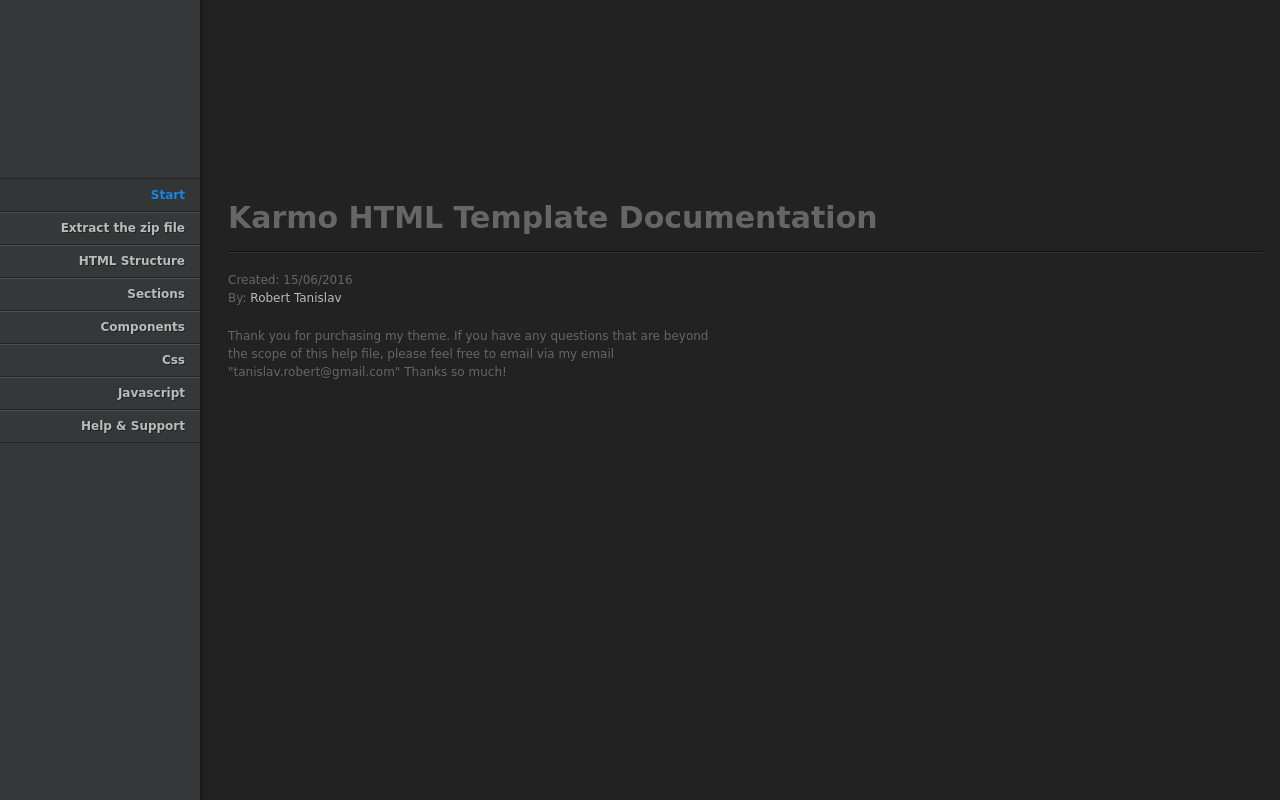 Start
Extract the zip file
HTML Structure
Sections
Components
Css
Javascript
Help & Support
Karmo HTML Template Documentation
Created: 15/06/2016
By: Robert Tanislav
Thank you for purchasing my theme. If you have any questions that are beyond
the scope of this help file, please feel free to email via my email
"tanislav.robert@gmail.com" Thanks so much!